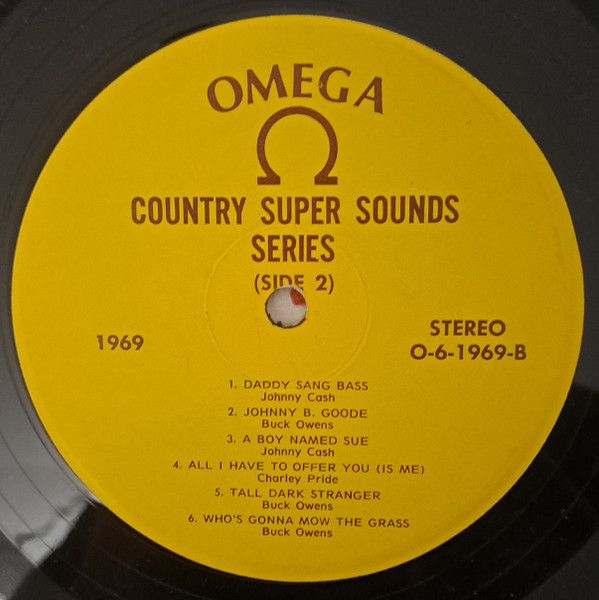 OMEGA
Ω
COUNTRY SUPER SOUNDS
SERIES
(SIDE 2)
1969
STEREO
O-6-1969-B
1. DADDY SANG BASS
Johnny Cash
2. JOHNNY B. GOODE
Buck Owens
3. A BOY NAMED SUE
Johnny Cash
4. ALL I HAVE TO OFFER YOU (IS ME)
Charley Pride
5. TALL DARK STRANGER
Buck Owens
6. WHO'S GONNA MOW THE GRASS
Buck Owens